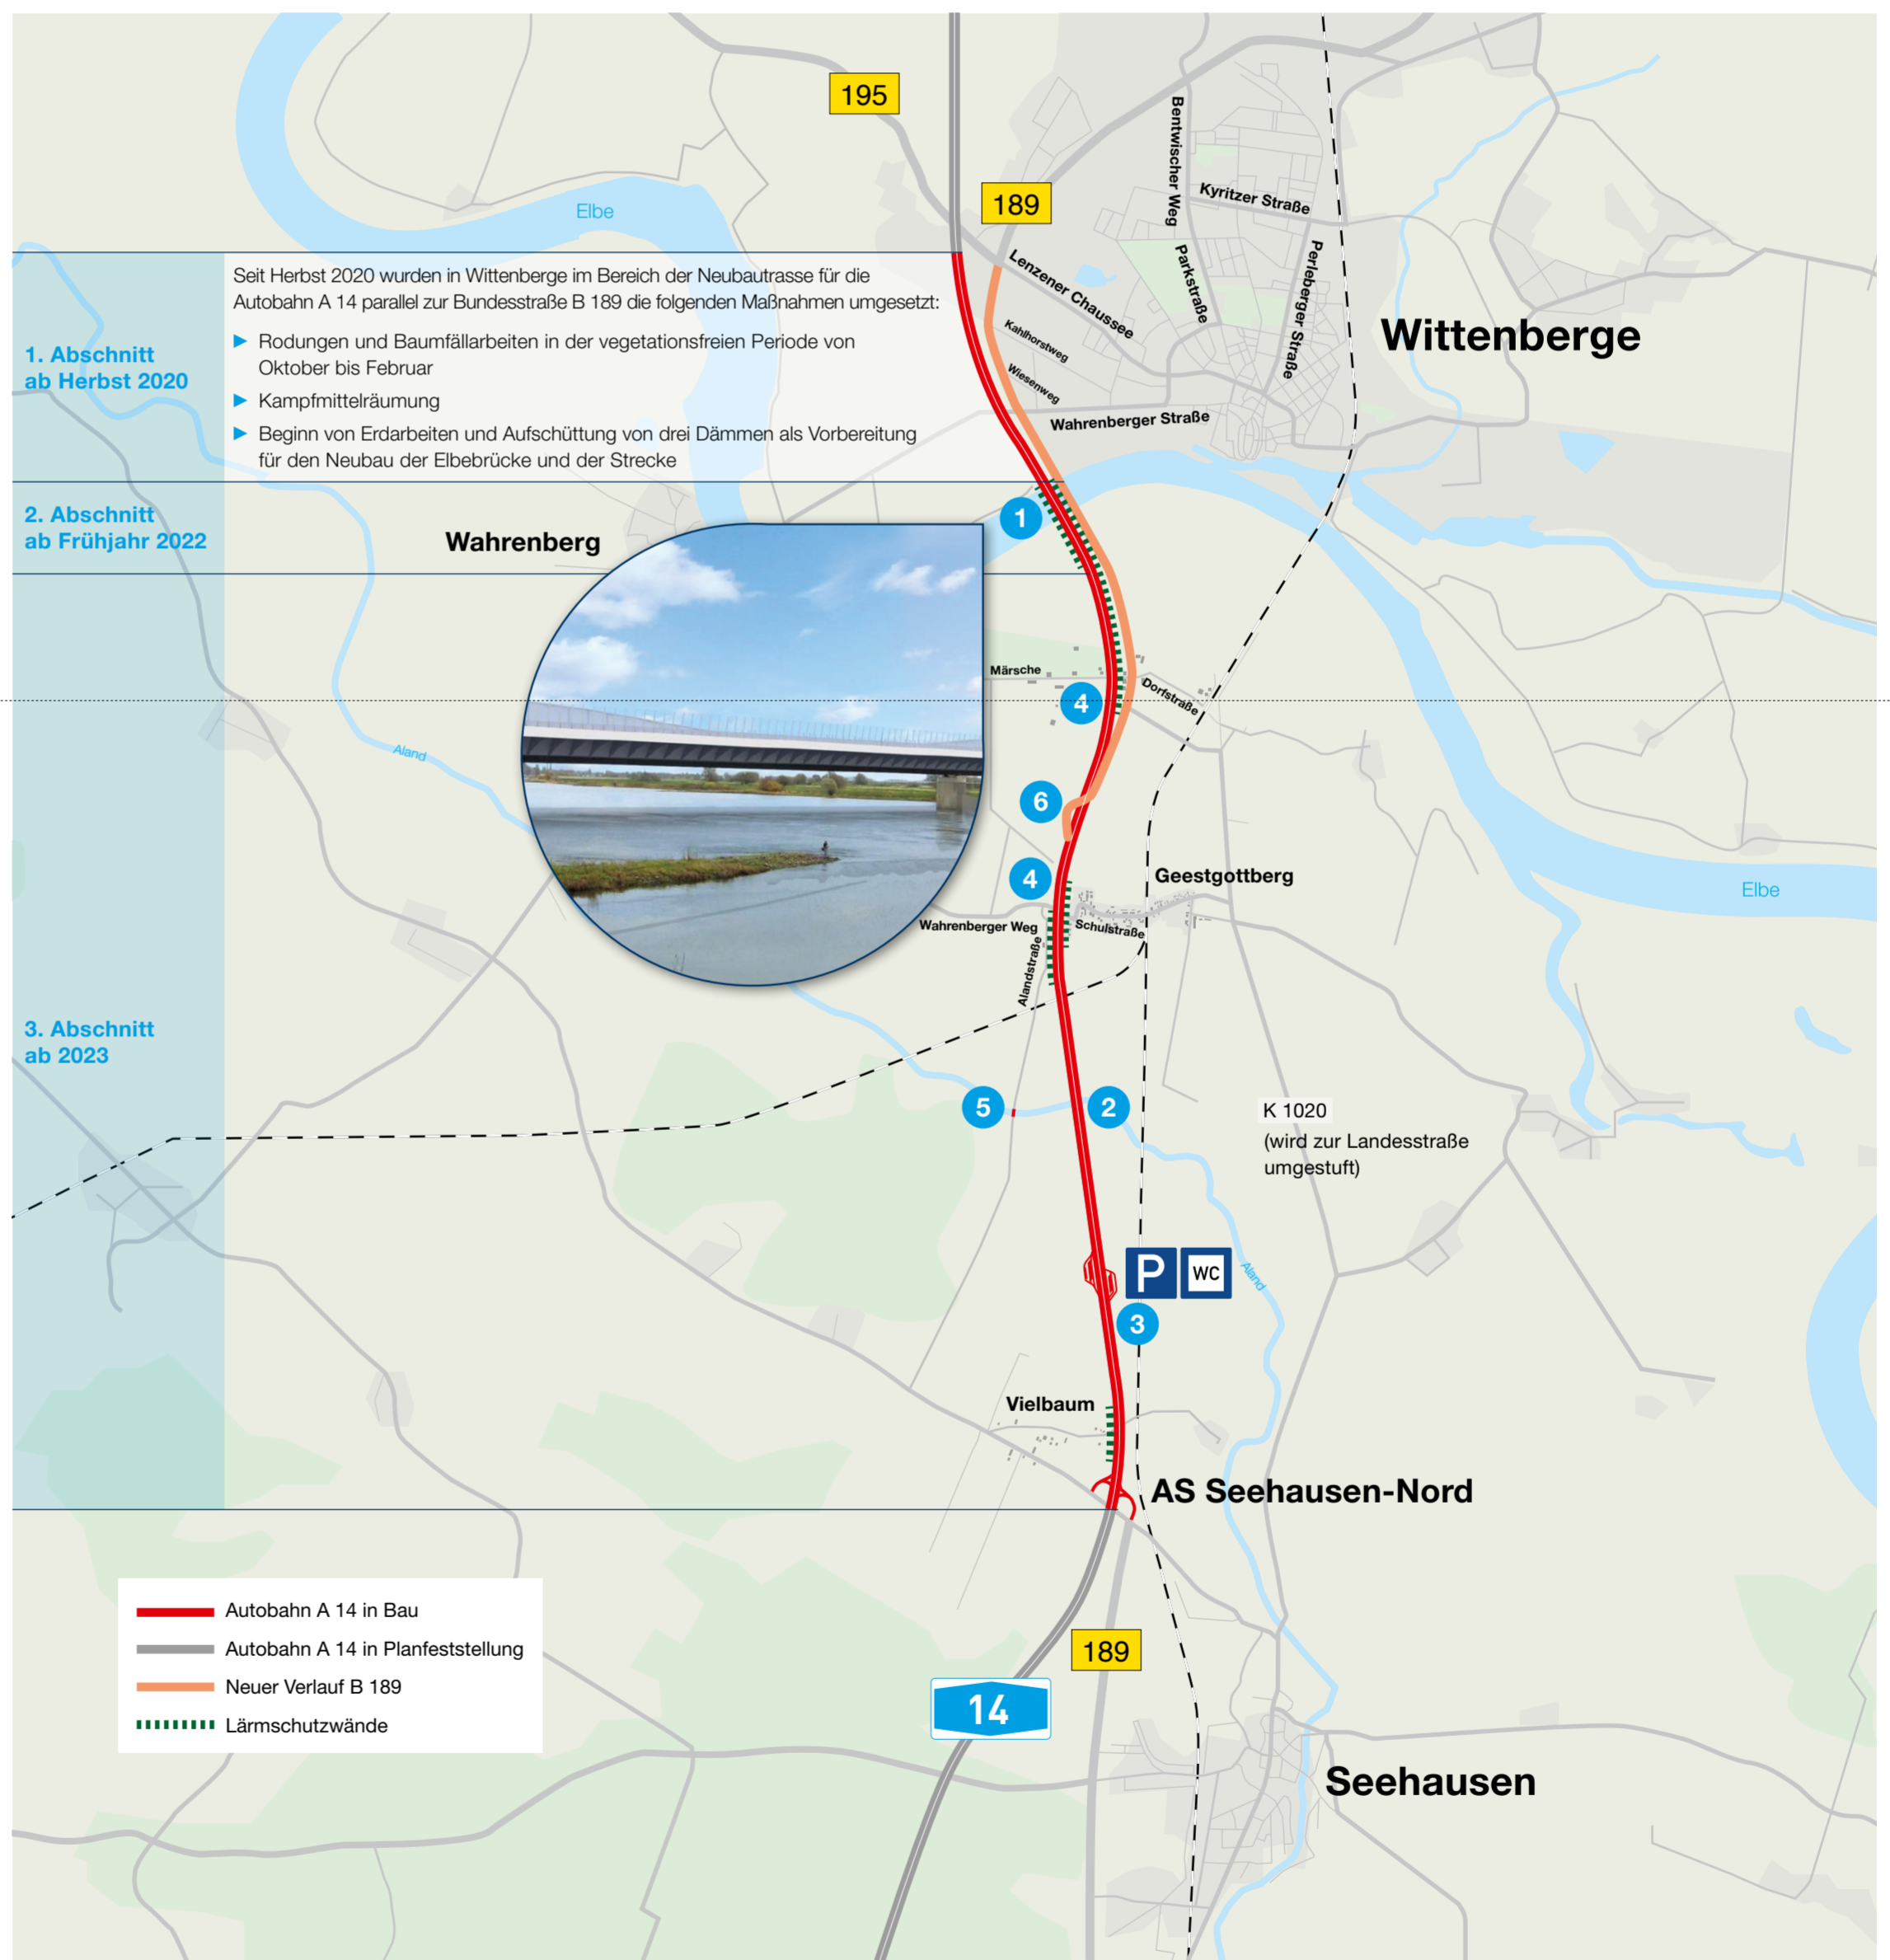 195
189
Bentwischer Weg
Kyritzer Straße
Parkstraße
Perleberger Straße
Lenzener Chaussee
Kahlhorstweg
Wiesenweg
Wahrenberger Straße
Wittenberge
Elbe
Seit Herbst 2020 wurden in Wittenberge im Bereich der Neubautrasse für die
Autobahn A 14 parallel zur Bundesstraße B 189 die folgenden Maßnahmen umgesetzt:
▶ Rodungen und Baumfällarbeiten in der vegetationsfreien Periode von
Oktober bis Februar
▶ Kampfmittelräumung
▶ Beginn von Erdarbeiten und Aufschüttung von drei Dämmen als Vorbereitung
für den Neubau der Elbebrücke und der Strecke
1. Abschnitt
ab Herbst 2020
2. Abschnitt
ab Frühjahr 2022
Wahrenberg
1
Märsche
Dorfstraße
4
Aland
6
4
Geestgottberg
Elbe
Wahrenberger Weg
Schulstraße
Alandstraße
3. Abschnitt
ab 2023
5
2
K 1020
(wird zur Landesstraße
umgestuft)
P
WC
Aland
3
Vielbaum
AS Seehausen-Nord
Autobahn A 14 in Bau
Autobahn A 14 in Planfeststellung
Neuer Verlauf B 189
Lärmschutzwände
189
14
Seehausen